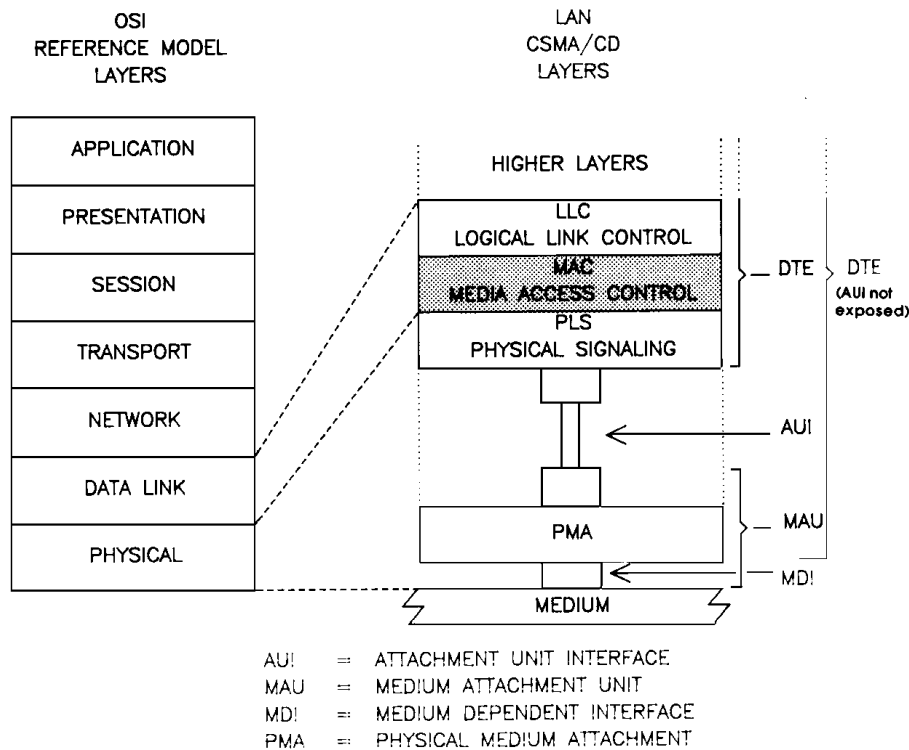 OSI
REFERENCE MODEL
LAYERS
LAN
CSMA/CD
LAYERS
APPLICATION
PRESENTATION
SESSION
TRANSPORT
NETWORK
DATA LINK
PHYSICAL
HIGHER LAYERS
LLC
LOGICAL LINK CONTROL
MAC
MEDIA ACCESS CONTROL
PLS
PHYSICAL SIGNALING
DTE
DTE
(AUI not
exposed)
AUI
PMA
MAU
MDI
MEDIUM
AUI = ATTACHMENT UNIT INTERFACE
MAU = MEDIUM ATTACHMENT UNIT
MDI = MEDIUM DEPENDENT INTERFACE
PMA = PHYSICAL MEDIUM ATTACHMENT